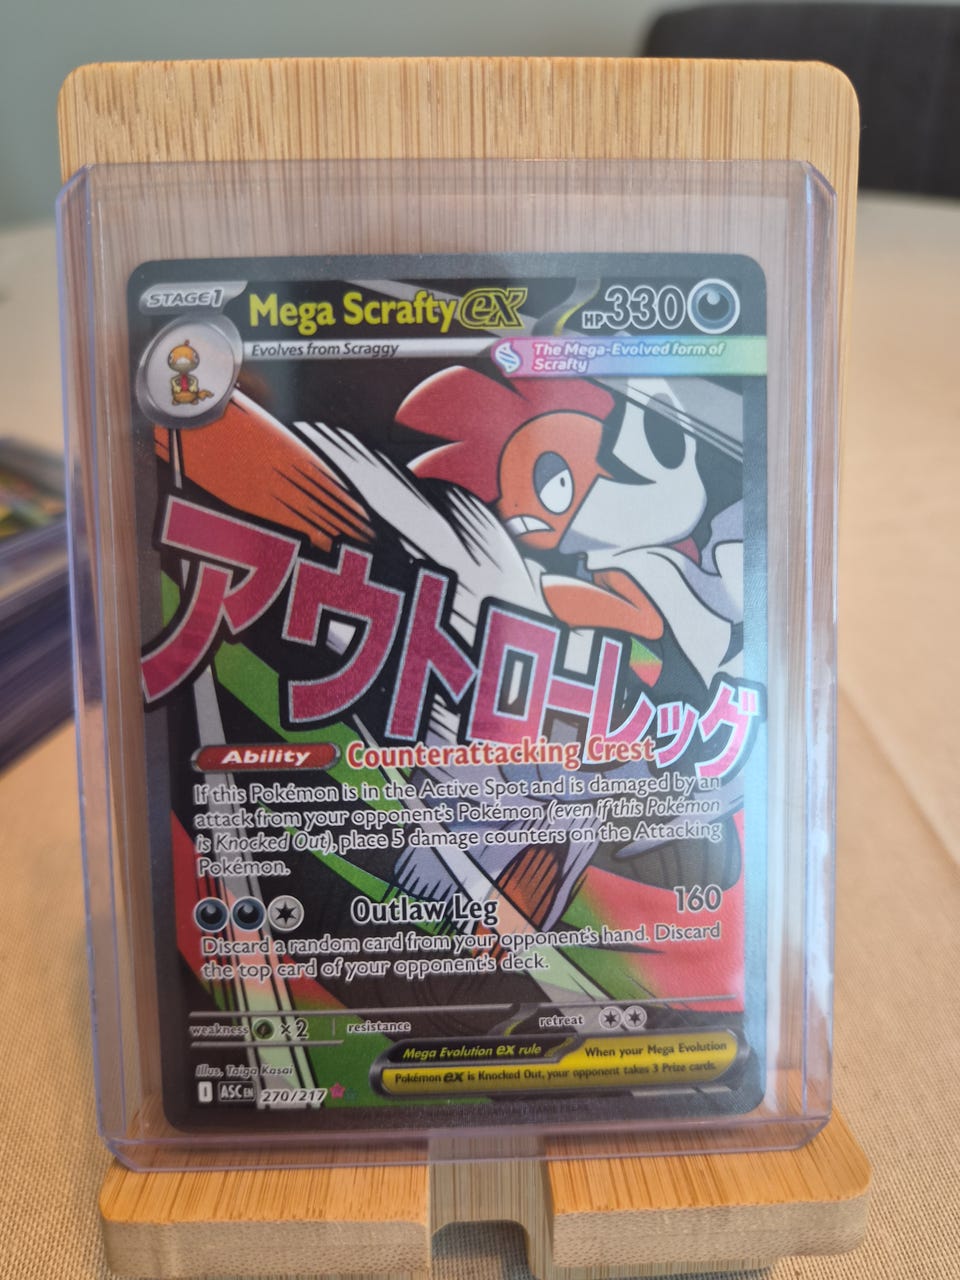 STAGE1
Mega Scrafty ex
HP330
Evolves from Scraggy
The Mega-Evolved form of
Scrafty
アウトローレッグ
Ability
Counterattacking Crest
If this Pokémon is in the Active Spot and is damaged by an
attack from your opponent's Pokémon (even if this Pokémon
is Knocked Out), place 5 damage counters on the Attacking
Pokémon.
Outlaw Leg
160
Discard a random card from your opponent's hand. Discard
the top card of your opponent's deck.
weakness ×2
resistance
retreat
Mega Evolution ex rule
When your Mega Evolution
Pokémon ex is Knocked Out, your opponent takes 3 Prize cards.
Illus. Taiga Kasai
I ASC EN 270/217